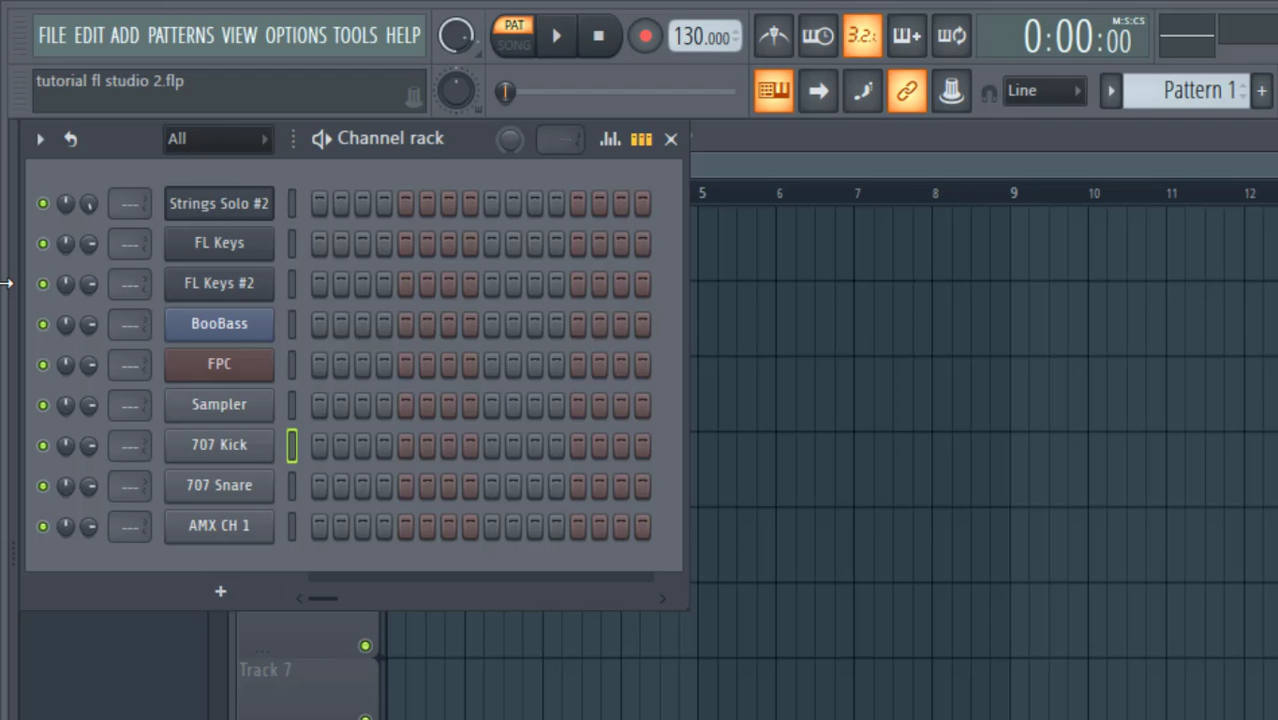 FILE EDIT ADD PATTERNS VIEW OPTIONS TOOLS HELP
PAT
SONG
130.000
3.2
M:S:CS
0:00:00
tutorial fl studio 2.flp
Line
Pattern 1
+
All
Channel rack
---
5 6 7 8 9 10 11 12
--- Strings Solo #2
--- FL Keys
--- FL Keys #2
--- BooBass
--- FPC
--- Sampler
--- 707 Kick
--- 707 Snare
--- AMX CH 1
+
...
Track 7